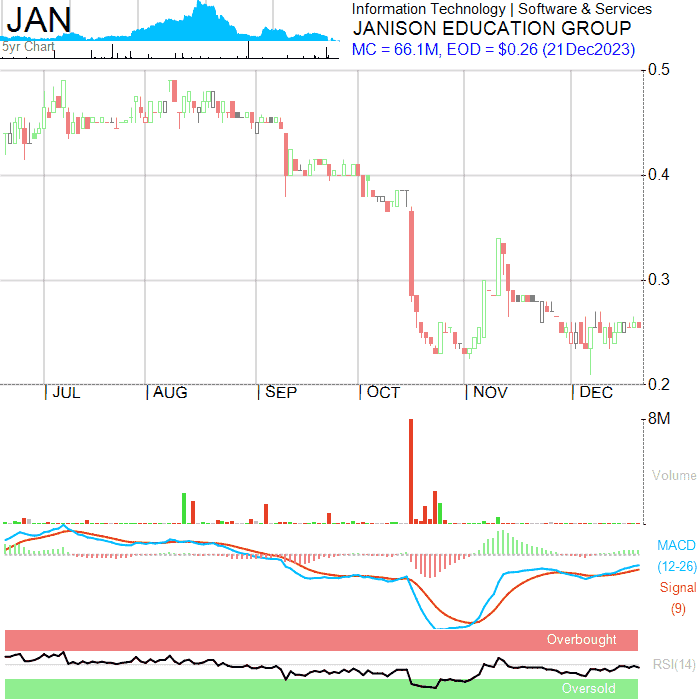 JAN
5yr Chart
Information Technology | Software & Services
JANISON EDUCATION GROUP
MC = 66.1M, EOD = $0.26 (21Dec2023)
0.5
0.4
0.3
0.2
JUL
AUG
SEP
OCT
NOV
DEC
8M
Volume
MACD
(12-26)
Signal
(9)
Overbought
RSI(14)
Oversold